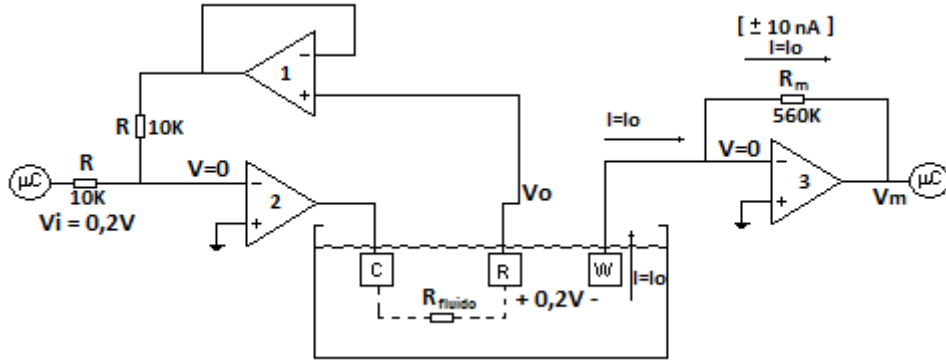 [ ± 10 nA ]
I=Io
Rm
560K
1
−
+
R
10K
I=Io
R
V=0
V=0
μC
10K
Vi = 0,2V
−
2
+
Vo
−
3
+
Vm
μC
C
R
W
I=Io
Rfluido
+ 0,2V -